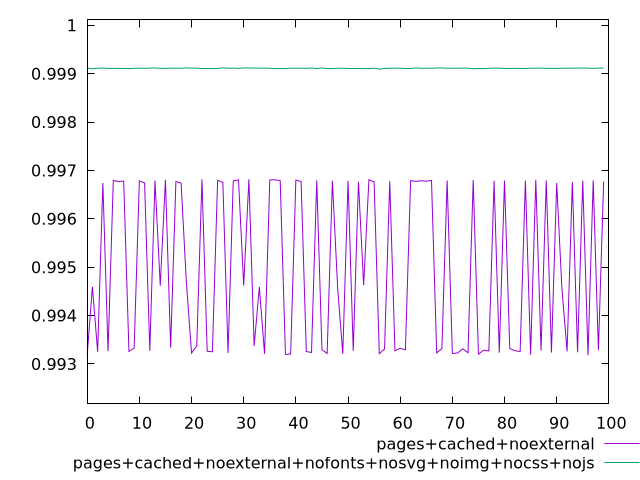 1
0.999
0.998
0.997
0.996
0.995
0.994
0.993
0 10 20 30 40 50 60 70 80 90 100
pages+cached+noexternal
pages+cached+noexternal+nofonts+nosvg+noimg+nocss+nojs